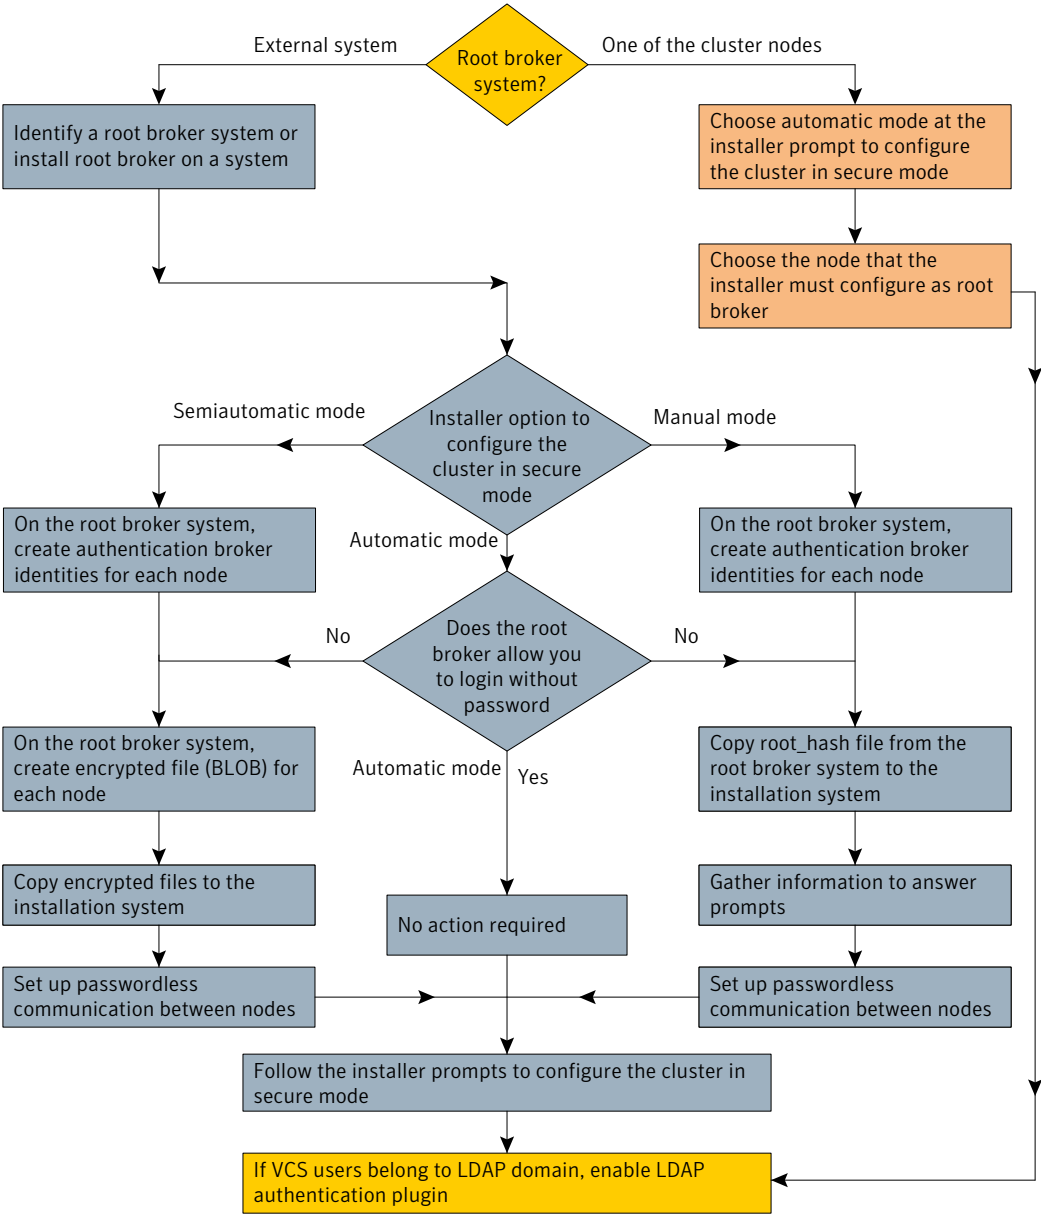 External system
Root broker
system?
One of the cluster nodes
Identify a root broker system or
install root broker on a system
Choose automatic mode at the
installer prompt to configure
the cluster in secure mode
Choose the node that the
installer must configure as root
broker
Semiautomatic mode
Installer option to
configure the
cluster in secure
mode
Manual mode
On the root broker system,
create authentication broker
identities for each node
Automatic mode
On the root broker system,
create authentication broker
identities for each node
No
Does the root
broker allow you
to login without
password
No
On the root broker system,
create encrypted file (BLOB) for
each node
Automatic mode
Yes
Copy root_hash file from the
root broker system to the
installation system
Copy encrypted files to the
installation system
No action required
Gather information to answer
prompts
Set up passwordless
communication between nodes
Set up passwordless
communication between nodes
Follow the installer prompts to configure the cluster in
secure mode
If VCS users belong to LDAP domain, enable LDAP
authentication plugin